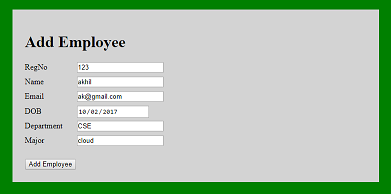 Add Employee
RegNo 123
Name akhil
Email ak@gmail.com
DOB 10/02/2017
Department CSE
Major cloud
Add Employee